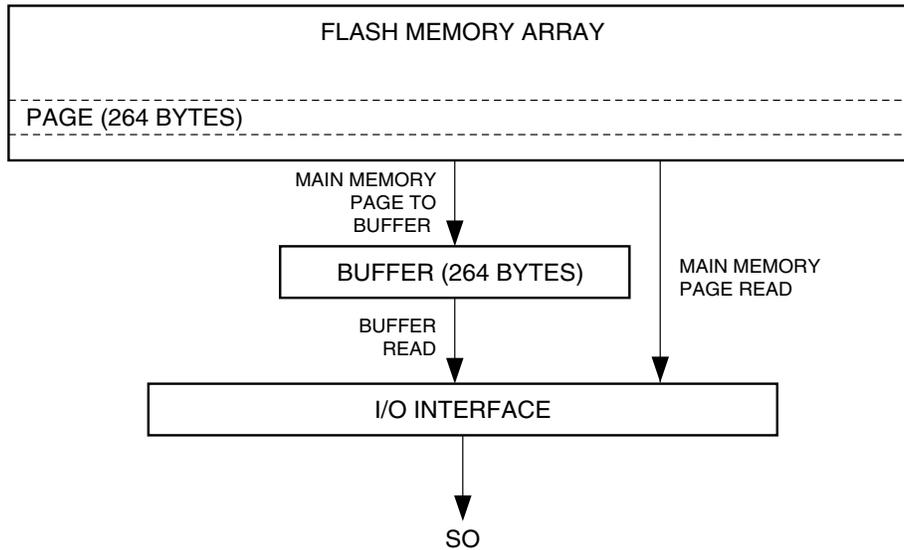 FLASH MEMORY ARRAY
PAGE (264 BYTES)
MAIN MEMORY
PAGE TO
BUFFER
BUFFER (264 BYTES)
MAIN MEMORY
PAGE READ
BUFFER
READ
I/O INTERFACE
SO